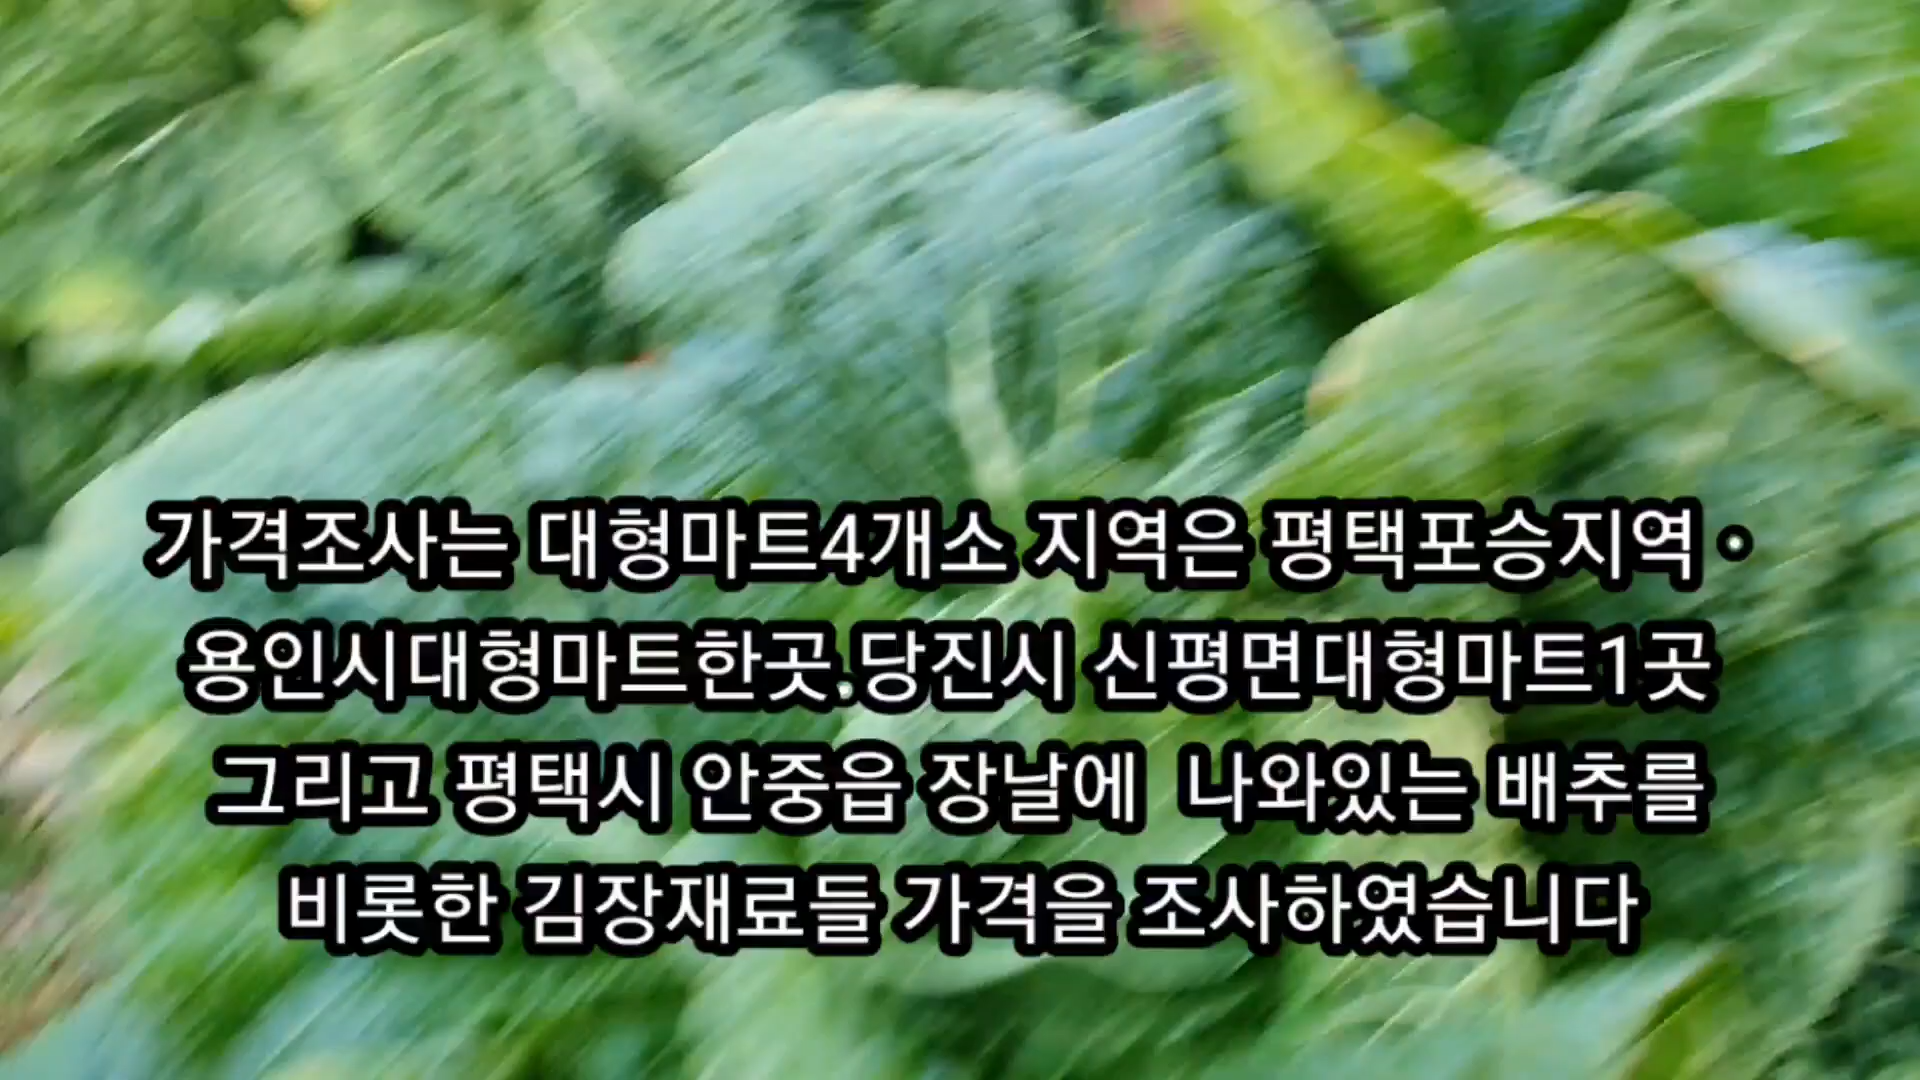 가격조사는 대형마트4개소 지역은 평택포승지역·
용인시대형마트한곳.당진시 신평면대형마트1곳
그리고 평택시 안중읍 장날에  나와있는 배추를
비롯한 김장재료들 가격을 조사하였습니다